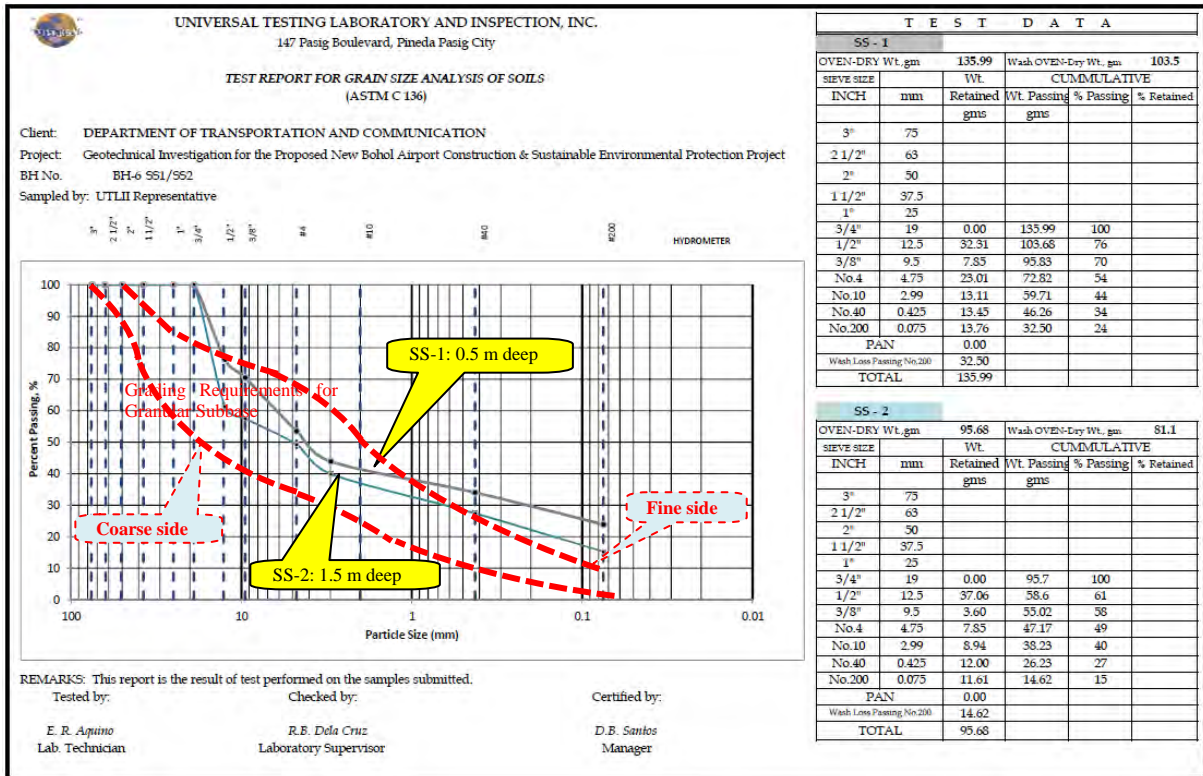 UNIVERSAL TESTING LABORATORY AND INSPECTION, INC.
147 Pasig Boulevard, Pineda Pasig City
TEST REPORT FOR GRAIN SIZE ANALYSIS OF SOILS
(ASTM C 136)
Client: DEPARTMENT OF TRANSPORTATION AND COMMUNICATION
Project: Geotechnical Investigation for the Proposed New Bohol Airport Construction & Sustainable Environmental Protection Project
BH No. BH-6 SS1/SS2
Sampled by: UTLII Representative
3" 2 1/2" 2" 1 1/2" 1" 3/4" 1/2" 3/8" #4 #10 #40 #200 HYDROMETER
Percent Passing, %
100
90
80
70
60
50
40
30
20
10
0
SS-1: 0.5 m deep
Grading Requirements for
Granular Subbase
Coarse side
Fine side
SS-2: 1.5 m deep
100 10 1 0.1 0.01
Particle Size (mm)
REMARKS: This report is the result of test performed on the samples submitted.
Tested by: Checked by: Certified by:
E. R. Aquino R.B. Dela Cruz D.B. Santos
Lab. Technician Laboratory Supervisor Manager
T E S T D A T A
SS - 1
OVEN-DRY Wt.,gm 135.99 Wash OVEN-Dry Wt., gm 103.5
SIEVE SIZE Wt. CUMMULATIVE
INCH mm Retained Wt. Passing % Passing % Retained
gms gms
3" 75
2 1/2" 63
2" 50
1 1/2" 37.5
1" 25
3/4" 19 0.00 135.99 100
1/2" 12.5 32.31 103.68 76
3/8" 9.5 7.85 95.83 70
No.4 4.75 23.01 72.82 54
No.10 2.99 13.11 59.71 44
No.40 0.425 13.45 46.26 34
No.200 0.075 13.76 32.50 24
PAN 0.00
Wash Loss Passing No.200 32.50
TOTAL 135.99
SS - 2
OVEN-DRY Wt.,gm 95.68 Wash OVEN-Dry Wt., gm 81.1
SIEVE SIZE Wt. CUMMULATIVE
INCH mm Retained Wt. Passing % Passing % Retained
gms gms
3" 75
2 1/2" 63
2" 50
1 1/2" 37.5
1" 25
3/4" 19 0.00 95.7 100
1/2" 12.5 37.06 58.6 61
3/8" 9.5 3.60 55.02 58
No.4 4.75 7.85 47.17 49
No.10 2.99 8.94 38.23 40
No.40 0.425 12.00 26.23 27
No.200 0.075 11.61 14.62 15
PAN 0.00
Wash Loss Passing No.200 14.62
TOTAL 95.68